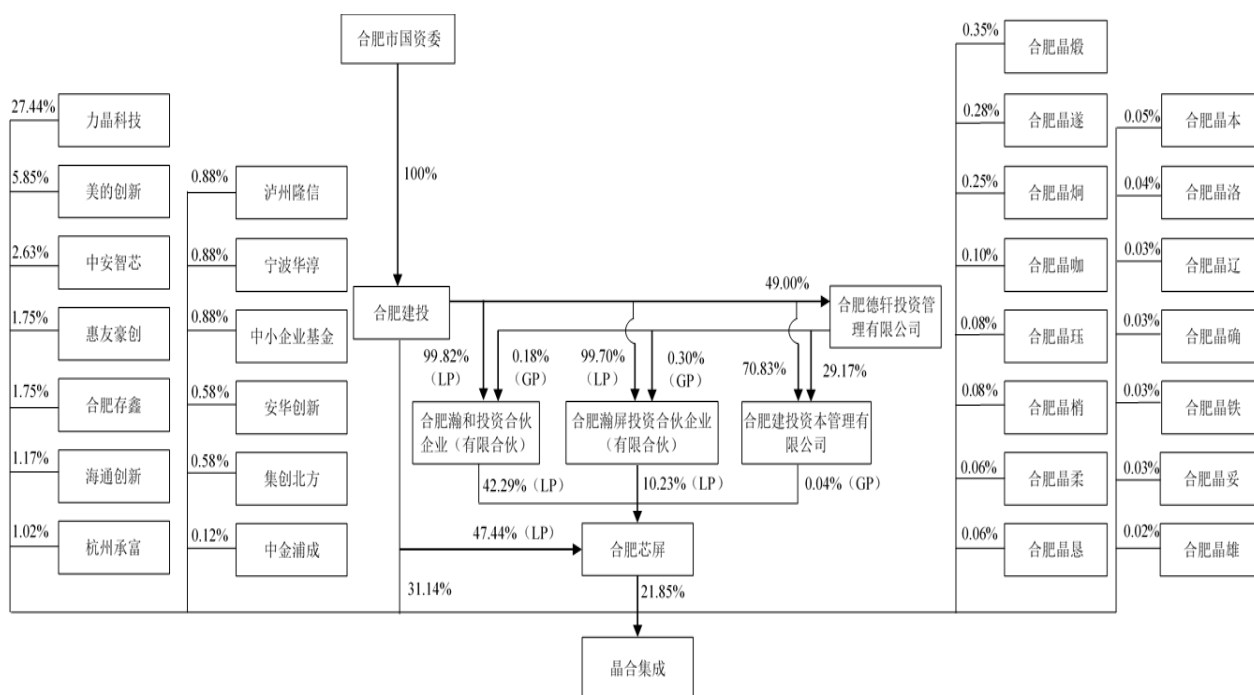 合肥市国资委
100%
27.44%
力晶科技
5.85%
美的创新
2.63%
中安智芯
1.75%
惠友豪创
1.75%
合肥存鑫
1.17%
海通创新
1.02%
杭州承富
0.88%
泸州隆信
0.88%
宁波华淳
0.88%
中小企业基金
0.58%
安华创新
0.58%
集创北方
0.12%
中金浦成
合肥建投
49.00%
合肥德轩投资管
理有限公司
99.82%
（LP）
0.18%
（GP）
99.70%
（LP）
0.30%
（GP）
70.83%
29.17%
合肥瀚和投资合伙
企业（有限合伙）
合肥瀚屏投资合伙企业
（有限合伙）
合肥建投资本管理有
限公司
42.29%（LP）
10.23%（LP）
0.04%（GP）
47.44%（LP）
合肥芯屏
31.14%
21.85%
晶合集成
0.35%
合肥晶煅
0.28%
合肥晶遂
0.25%
合肥晶炯
0.10%
合肥晶咖
0.08%
合肥晶珏
0.08%
合肥晶梢
0.06%
合肥晶柔
0.06%
合肥晶恳
0.05%
合肥晶本
0.04%
合肥晶洛
0.03%
合肥晶辽
0.03%
合肥晶确
0.03%
合肥晶铁
0.03%
合肥晶妥
0.02%
合肥晶雄